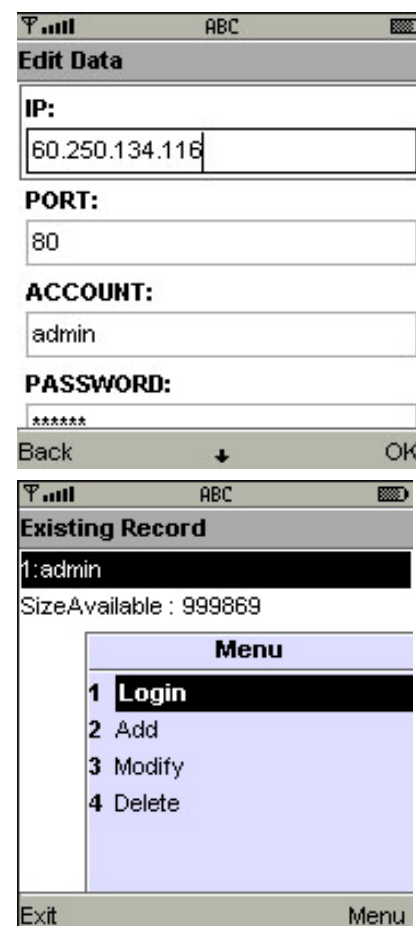 ABC
Edit Data
IP:
60.250.134.116
PORT:
80
ACCOUNT:
admin
PASSWORD:
******
Back OK
ABC
Existing Record
1:admin
SizeAvailable : 999869
Menu
1 Login
2 Add
3 Modify
4 Delete
Exit Menu